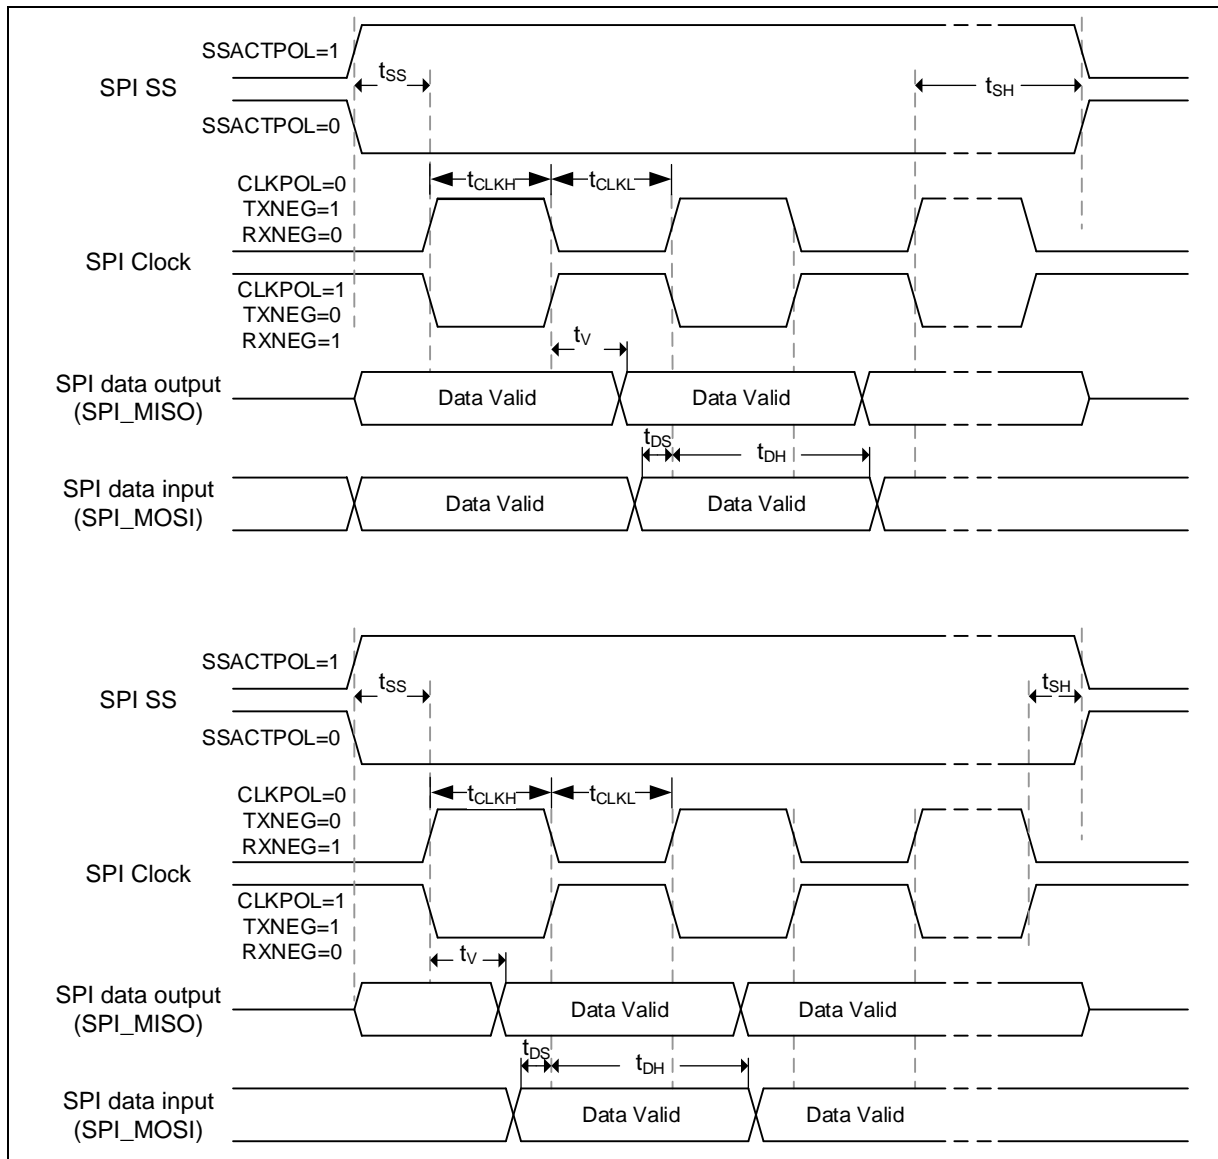 SSACTPOL=1
SPI SS
tSS
tSH
SSACTPOL=0
CLKPOL=0
TXNEG=1
RXNEG=0
tCLKH
tCLKL
SPI Clock
CLKPOL=1
TXNEG=0
RXNEG=1
tV
SPI data output
(SPI_MISO)
Data Valid
Data Valid
tDS
tDH
SPI data input
(SPI_MOSI)
Data Valid
Data Valid
SSACTPOL=1
SPI SS
tSS
tSH
SSACTPOL=0
CLKPOL=0
TXNEG=0
RXNEG=1
tCLKH
tCLKL
SPI Clock
CLKPOL=1
TXNEG=1
RXNEG=0
tV
SPI data output
(SPI_MISO)
Data Valid
Data Valid
tDS
tDH
SPI data input
(SPI_MOSI)
Data Valid
Data Valid